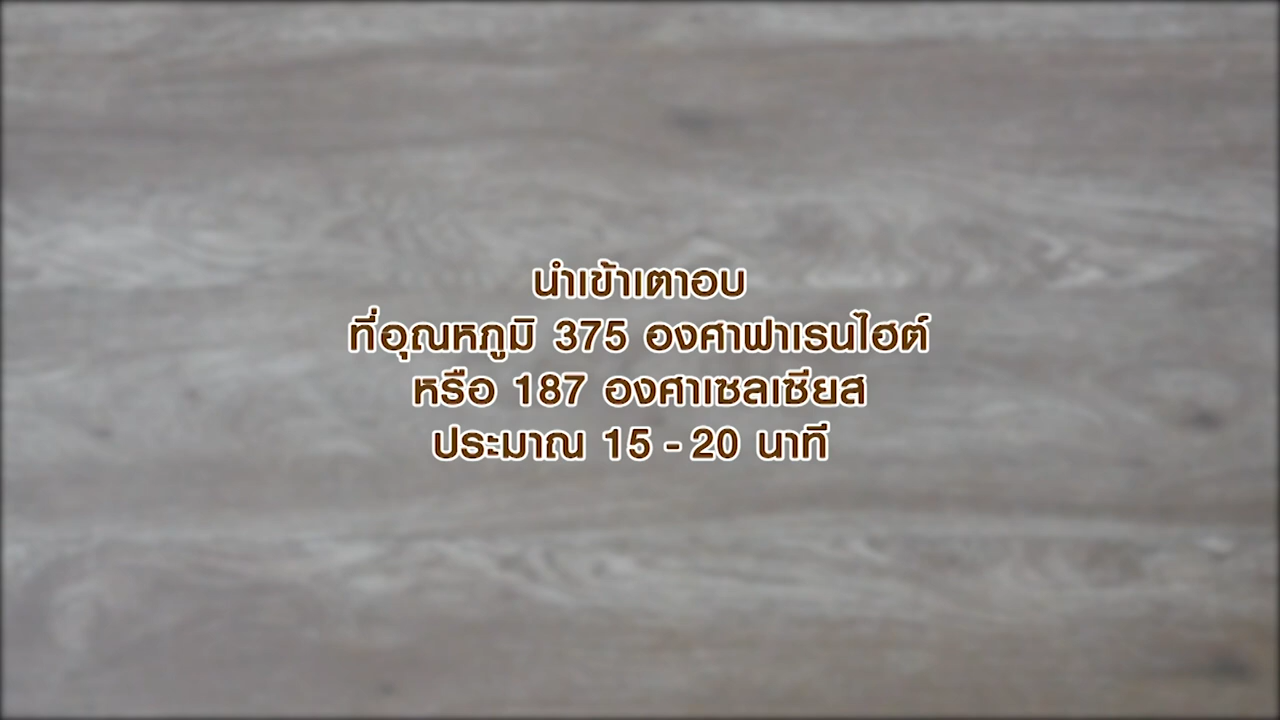 นำเข้าเตาอบ
ที่อุณหภูมิ 375 องศาฟาเรนไฮต์
หรือ 187 องศาเซลเซียส
ประมาณ 15 - 20 นาที